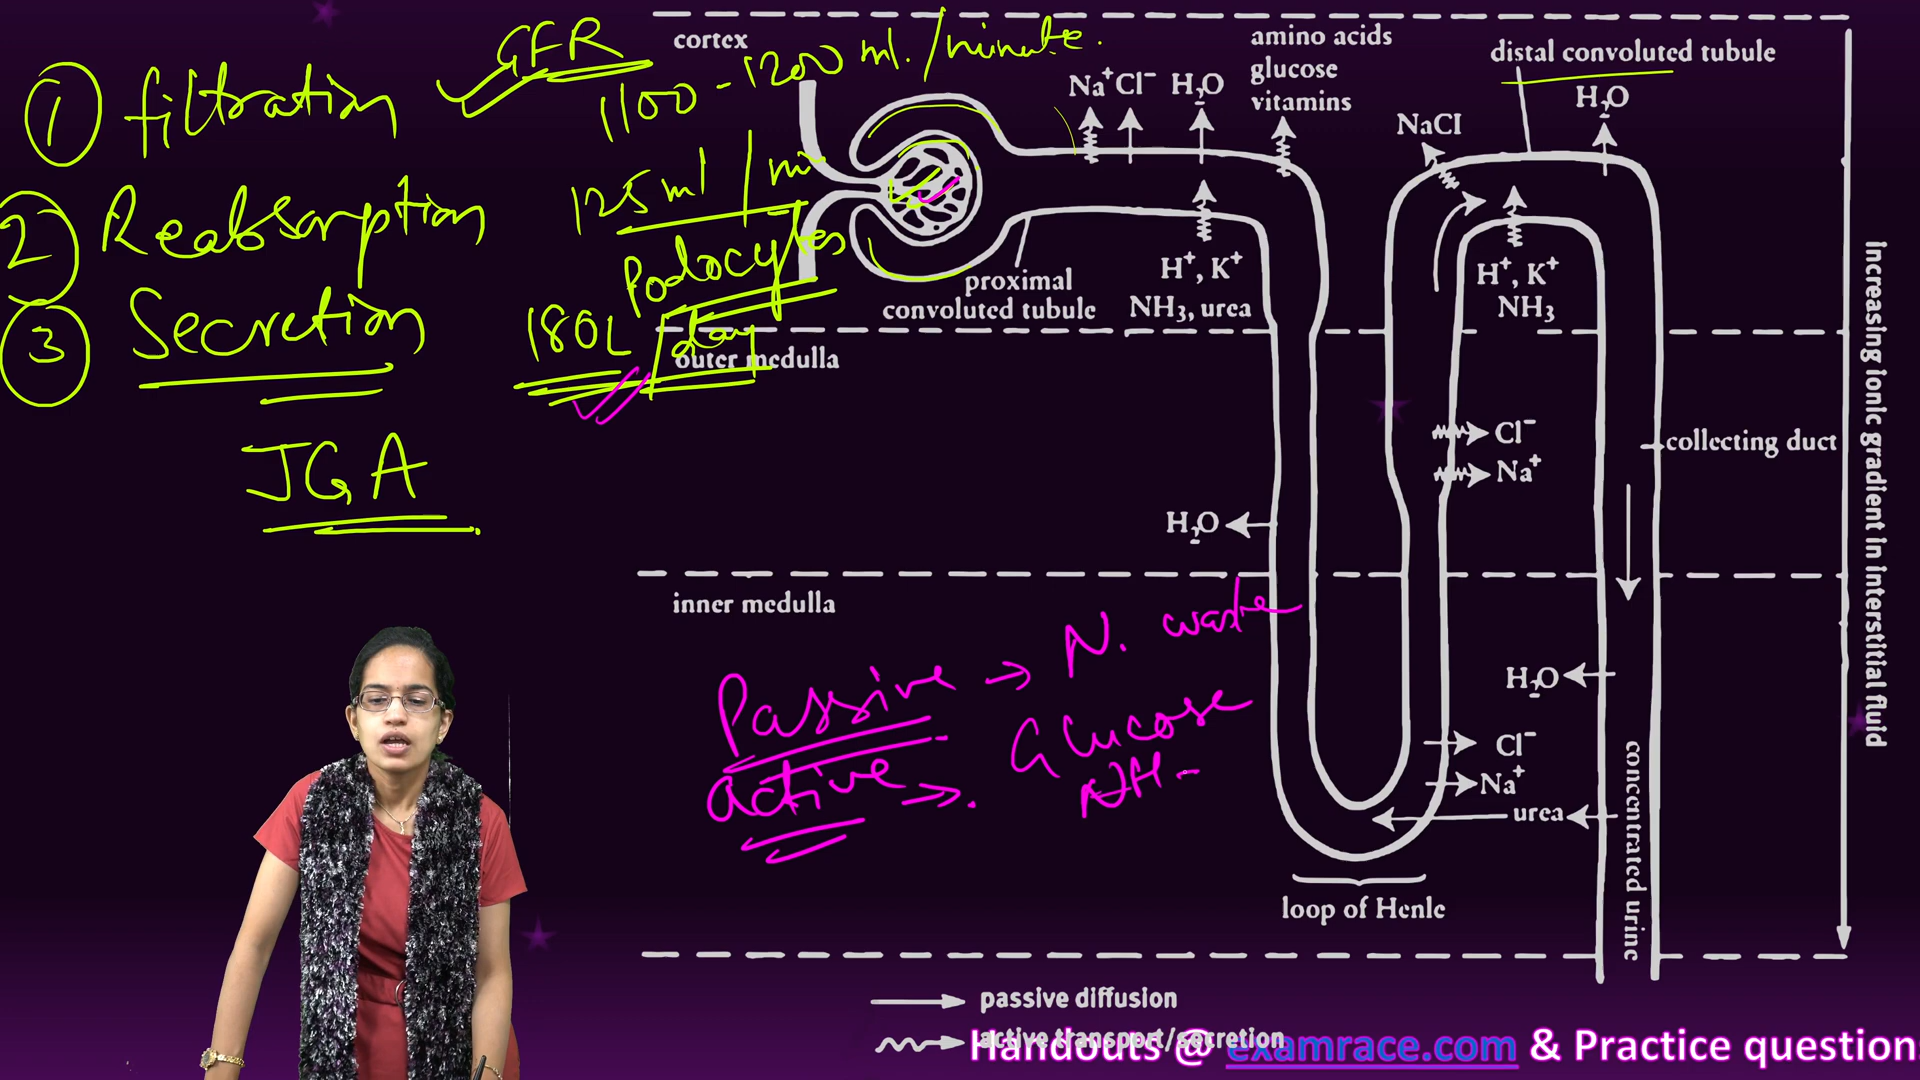 ① filtration
GFR
1100 - 1200 ml. / minute.
② Reabsorption
125 ml / mi
Podocytes
③ Secretion
180L / day
JGA
cortex
Na⁺ Cl⁻
H₂O
amino acids
glucose
vitamins
distal convoluted tubule
H₂O
NaCl
proximal
convoluted tubule
H⁺, K⁺
NH₃, urea
H⁺, K⁺
NH₃
outer medulla
Cl⁻
Na⁺
collecting duct
H₂O
inner medulla
Passive → N. waste
active → Glucose
H₂O
Cl⁻
Na⁺
urea
concentrated urine
increasing ionic gradient in interstitial fluid
loop of Henle
passive diffusion
active transport/secretion
Handouts @ examrace.com & Practice question